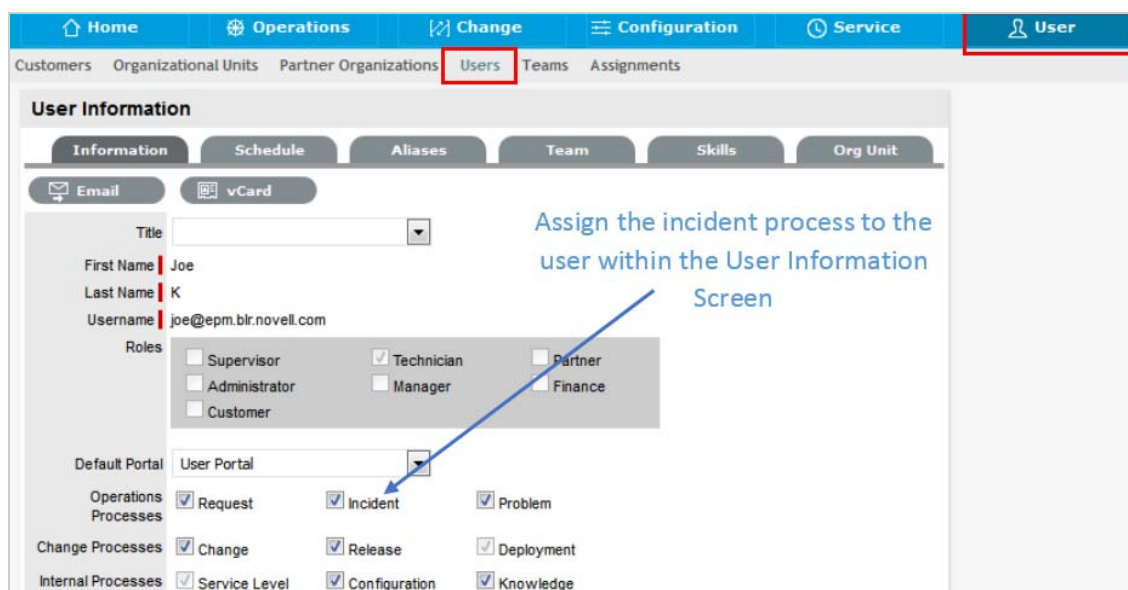 Home Operations Change Configuration Service User
Customers Organizational Units Partner Organizations Users Teams Assignments
User Information
Information Schedule Aliases Team Skills Org Unit
Email vCard
Title
Assign the incident process to the
user within the User Information
Screen
First Name Joe
Last Name K
Username joe@epm.blr.novell.com
Roles
Supervisor Technician Partner
Administrator Manager Finance
Customer
Default Portal User Portal
Operations Processes Request Incident Problem
Change Processes Change Release Deployment
Internal Processes Service Level Configuration Knowledge